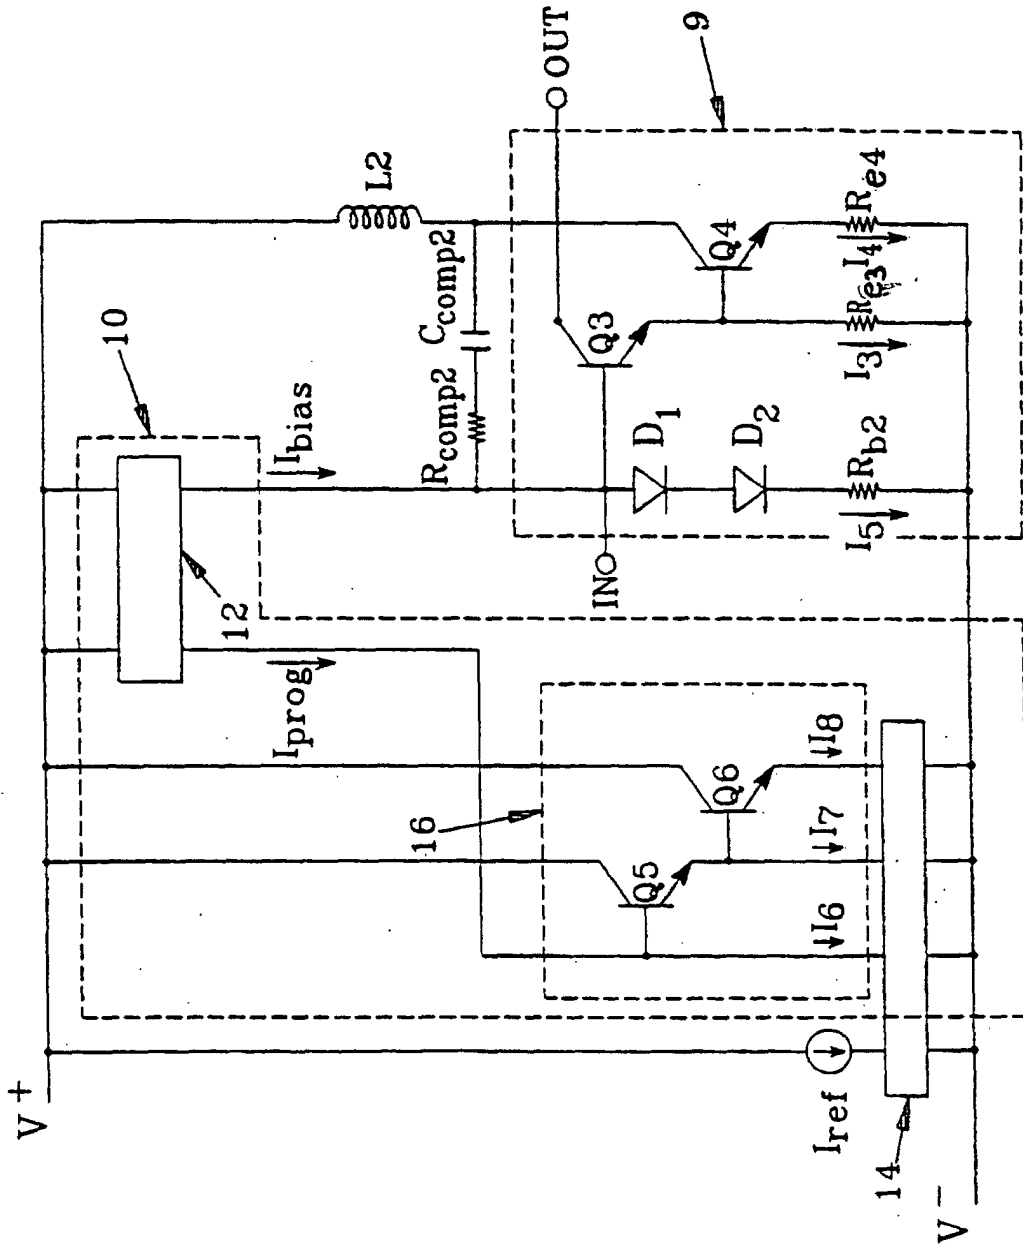 V+
10
12
Iprog
Ibias
L2
Rcomp2
Ccomp2
16
Q5
Q6
I6
I7
I8
IN
OUT
9
Q3
Q4
D1
D2
I5
Rb2
I3
Re3
I4
Re4
Iref
14
V-